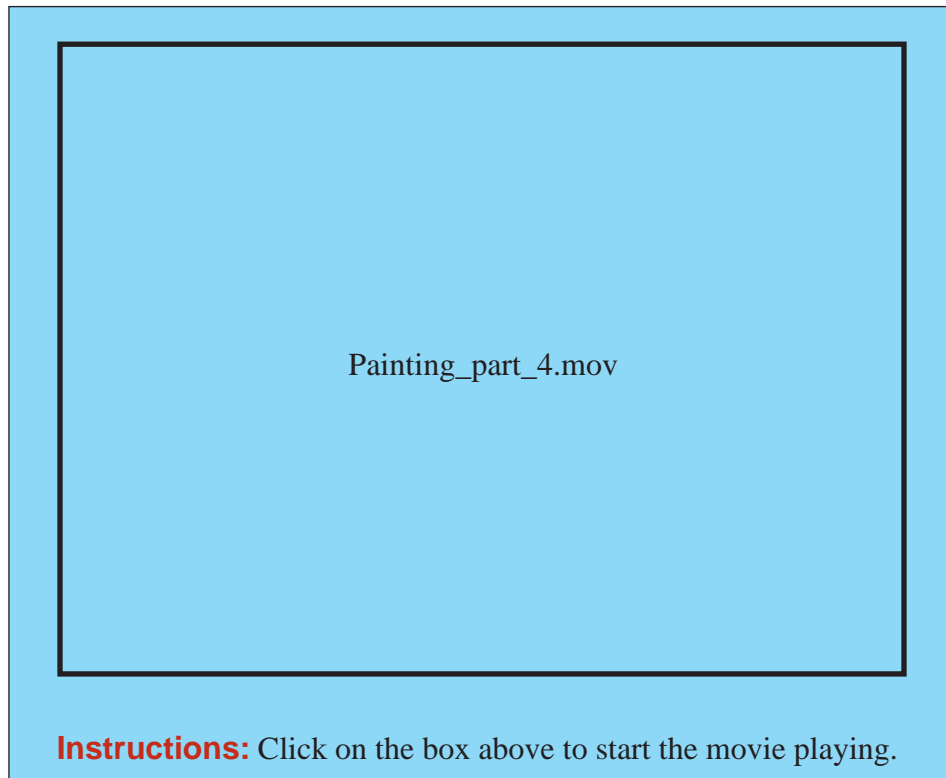 Painting_part_4.mov
Instructions: Click on the box above to start the movie playing.